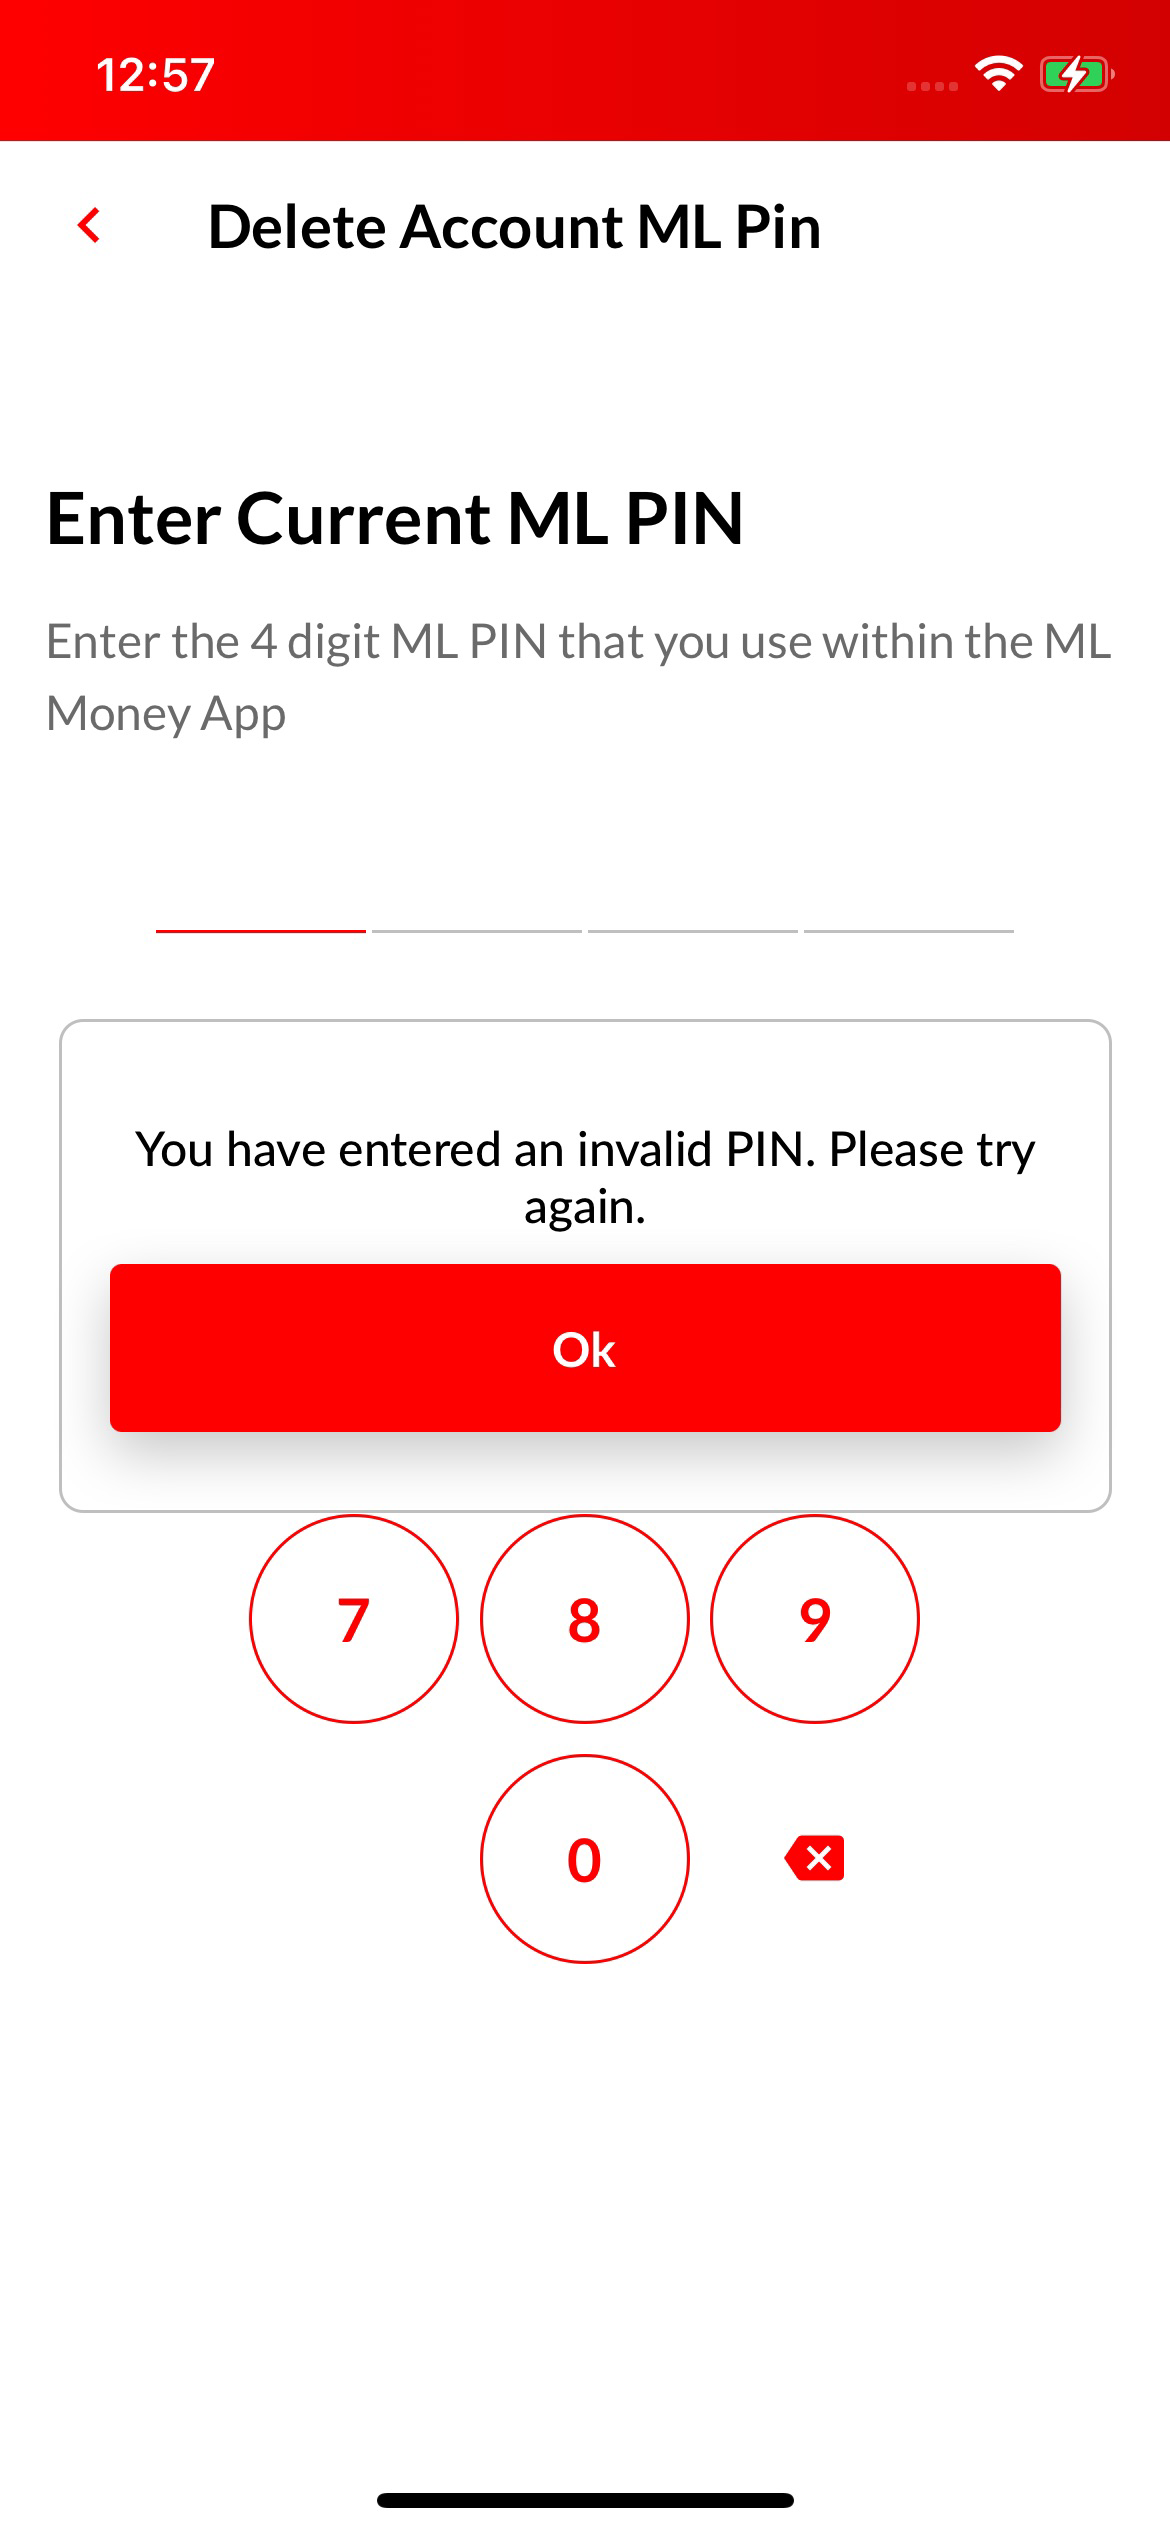 12:57
Delete Account ML Pin
Enter Current ML PIN
Enter the 4 digit ML PIN that you use within the ML
Money App
You have entered an invalid PIN. Please try
again.
Ok
7 8 9
0